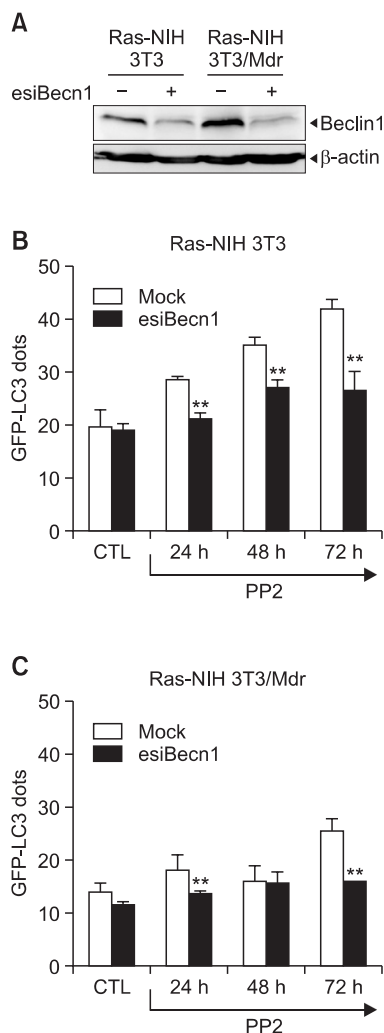 A
Ras-NIH 3T3
Ras-NIH 3T3/Mdr
esiBecn1 – + – +
◄Beclin1
◄β-actin
B
Ras-NIH 3T3
50
40
30
20
10
0
GFP-LC3 dots
Mock
esiBecn1
** ** **
CTL 24 h 48 h 72 h
PP2
C
Ras-NIH 3T3/Mdr
50
40
30
20
10
0
GFP-LC3 dots
Mock
esiBecn1
** **
CTL 24 h 48 h 72 h
PP2